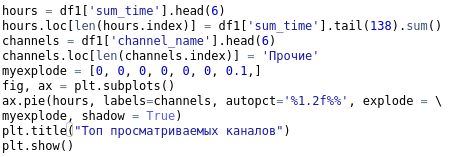 hours = df1['sum_time'].head(6)
hours.loc[len(hours.index)] = df1['sum_time'].tail(138).sum()
channels = df1['channel_name'].head(6)
channels.loc[len(channels.index)] = 'Прочие'
myexplode = [0, 0, 0, 0, 0, 0, 0.1,]
fig, ax = plt.subplots()
ax.pie(hours, labels=channels, autopct='%1.2f%%', explode = \
myexplode, shadow = True)
plt.title("Топ просматриваемых каналов")
plt.show()